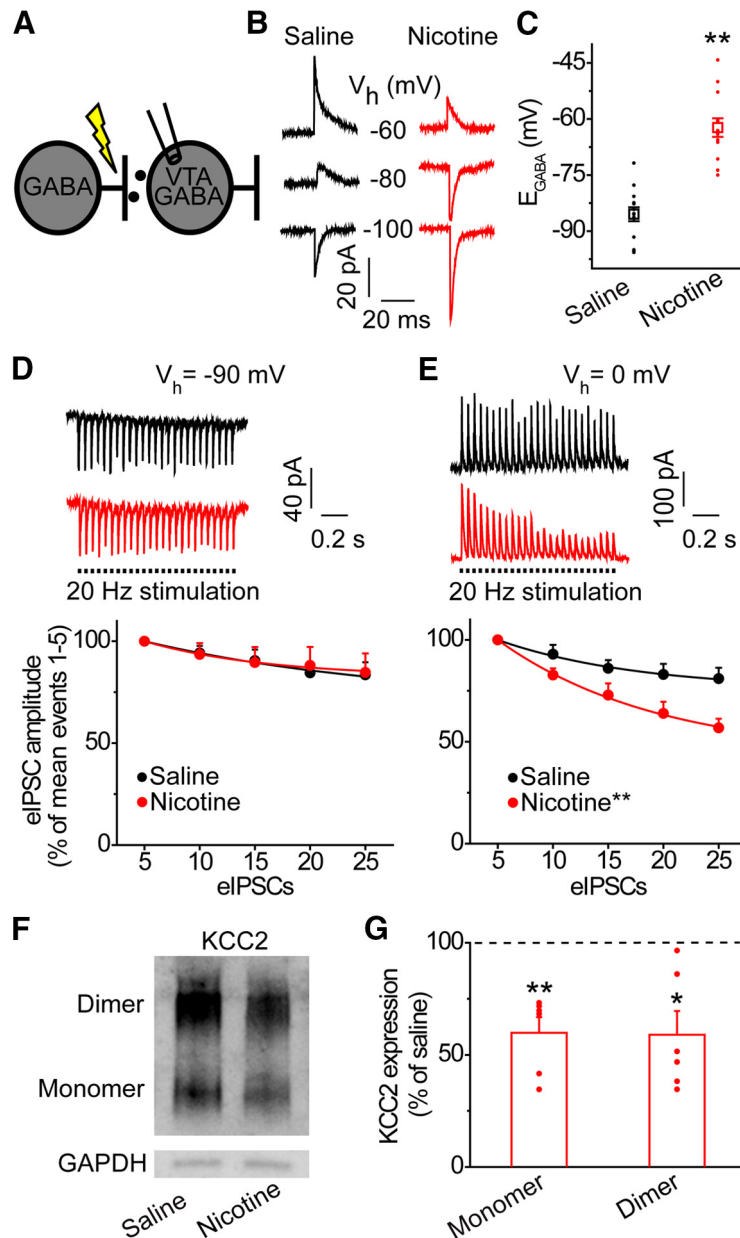 A
GABA
VTA
GABA
B
Saline
Nicotine
Vh (mV)
-60
-80
-100
20 pA
20 ms
C
**
EGABA (mV)
-45
-60
-75
-90
Saline
Nicotine
D
Vh= -90 mV
40 pA
0.2 s
20 Hz stimulation
eIPSC amplitude
(% of mean events 1-5)
100
50
0
Saline
Nicotine
5 10 15 20 25
eIPSCs
E
Vh= 0 mV
100 pA
0.2 s
20 Hz stimulation
100
50
0
Saline
Nicotine**
5 10 15 20 25
eIPSCs
F
KCC2
Dimer
Monomer
GAPDH
Saline
Nicotine
G
KCC2 expression
(% of saline)
100
50
0
**
*
Monomer
Dimer